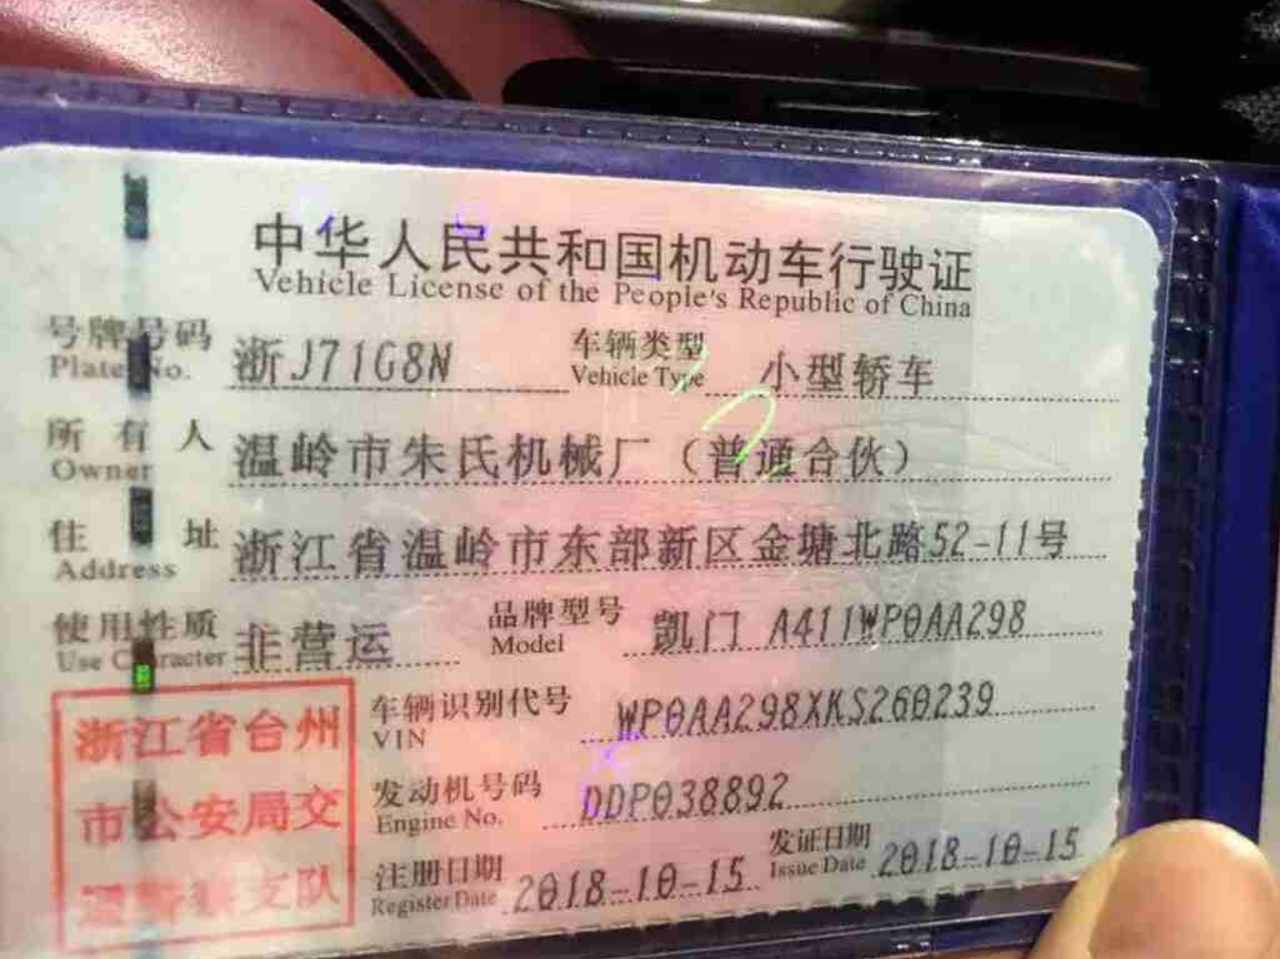 中华人民共和国机动车行驶证
Vehicle License of the People's Republic of China
号牌号码 浙J71G8N 车辆类型 小型轿车
Plate No. Vehicle Type
所有人 温岭市朱氏机械厂（普通合伙）
Owner
住址 浙江省温岭市东部新区金塘北路52-11号
Address
使用性质 非营运 品牌型号 凯门 A411WP0AA298
Use Character Model
浙江省台州
市公安局交
通警察支队
车辆识别代号 WP0AA298XKS260239
VIN
发动机号码 DDP038892
Engine No.
注册日期 2018-10-15 发证日期 2018-10-15
Register Date Issue Date